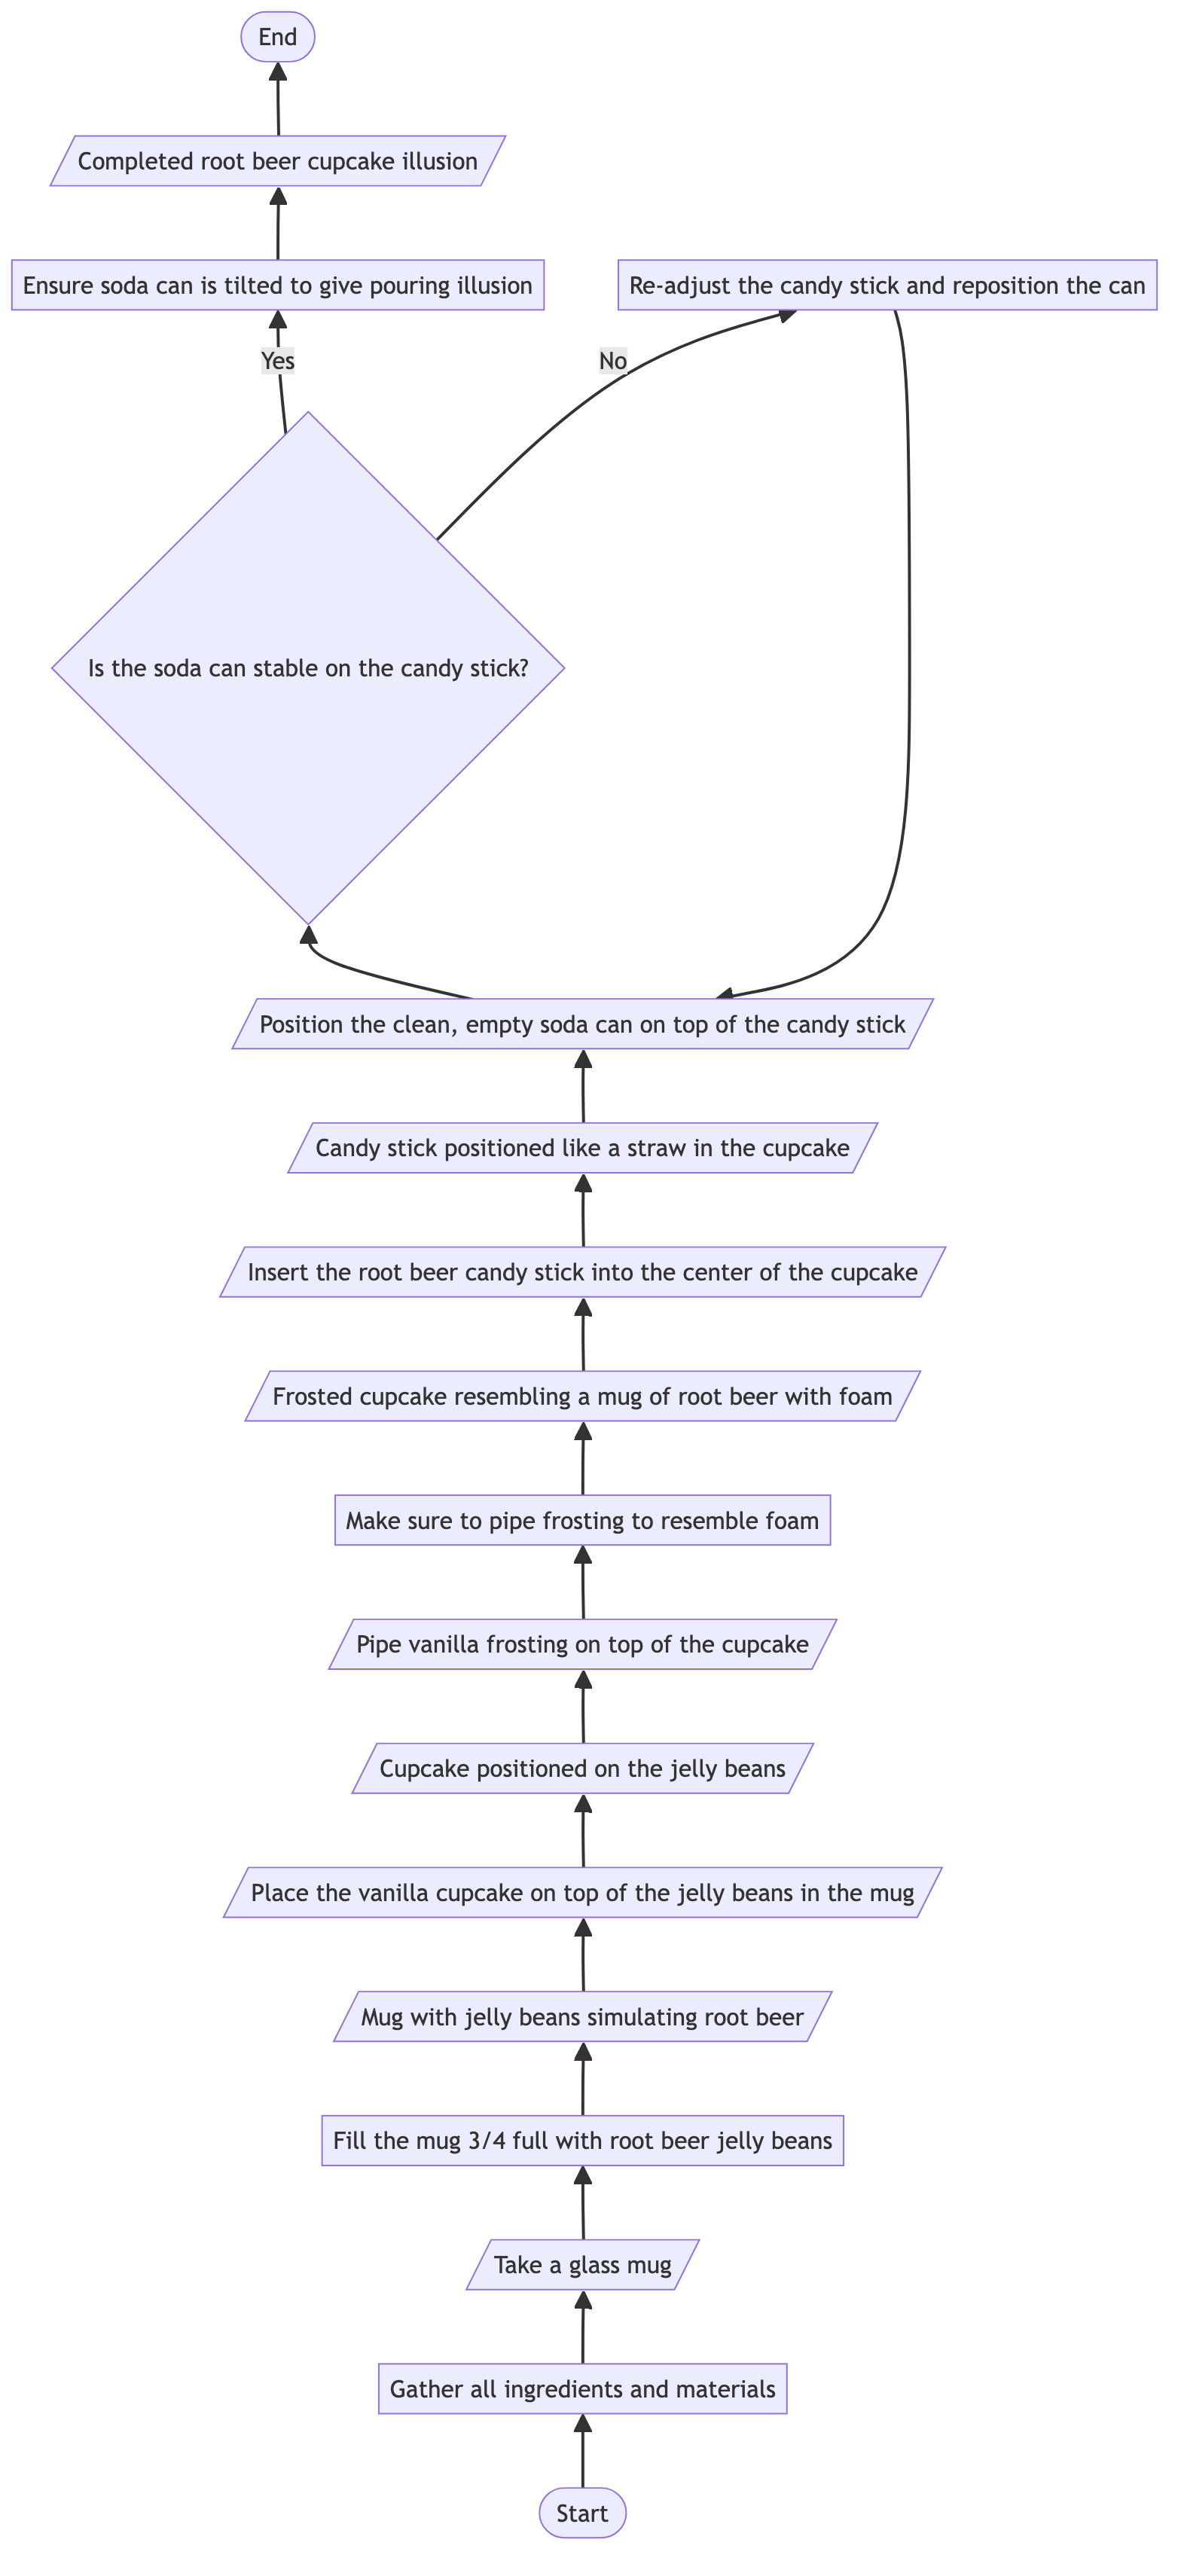 End
Completed root beer cupcake illusion
Ensure soda can is tilted to give pouring illusion
Re-adjust the candy stick and reposition the can
Yes
No
Is the soda can stable on the candy stick?
Position the clean, empty soda can on top of the candy stick
Candy stick positioned like a straw in the cupcake
Insert the root beer candy stick into the center of the cupcake
Frosted cupcake resembling a mug of root beer with foam
Make sure to pipe frosting to resemble foam
Pipe vanilla frosting on top of the cupcake
Cupcake positioned on the jelly beans
Place the vanilla cupcake on top of the jelly beans in the mug
Mug with jelly beans simulating root beer
Fill the mug 3/4 full with root beer jelly beans
Take a glass mug
Gather all ingredients and materials
Start